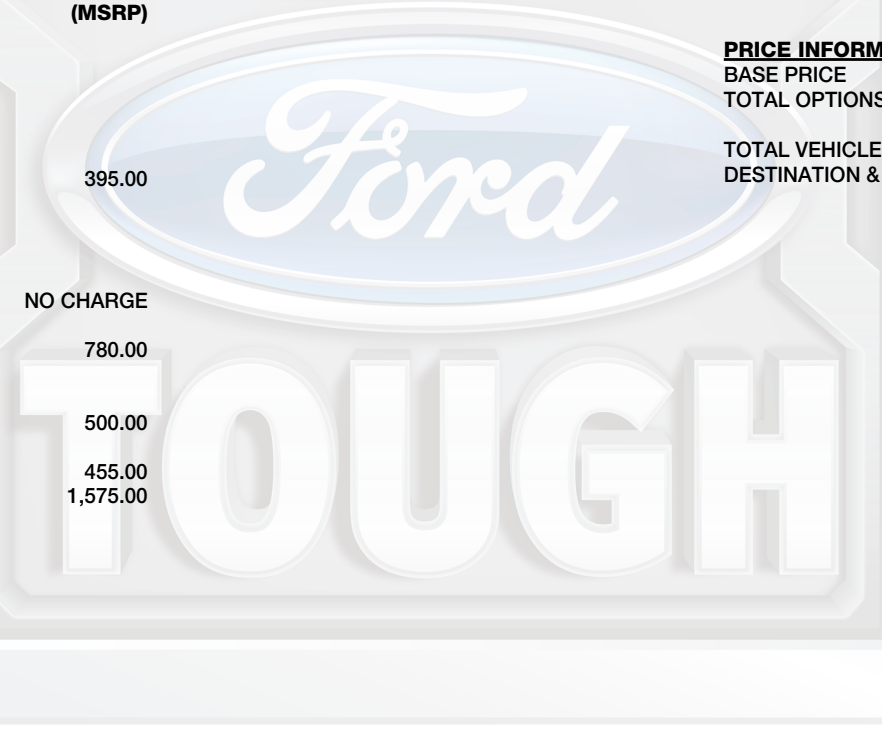 (MSRP)
395.00
NO CHARGE
780.00
500.00
455.00
1,575.00
PRICE INFORM
BASE PRICE
TOTAL OPTIONS
TOTAL VEHICLE
DESTINATION &
Ford
TOUGH